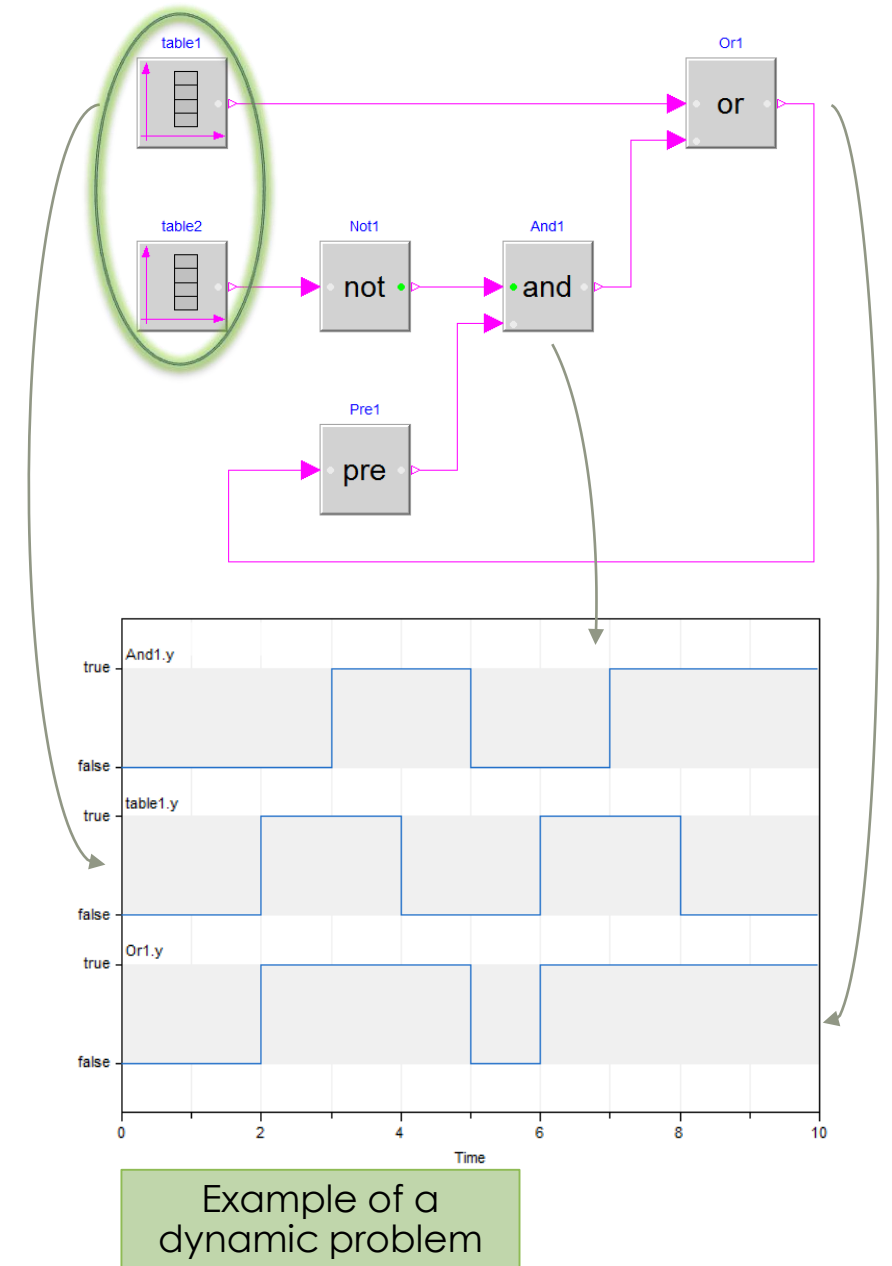 table1
Or1
or
table2
Not1
And1
not
and
Pre1
pre
And1.y
true
false
table1.y
true
false
Or1.y
true
false
0 2 4 6 8 10
Time
Example of a
dynamic problem